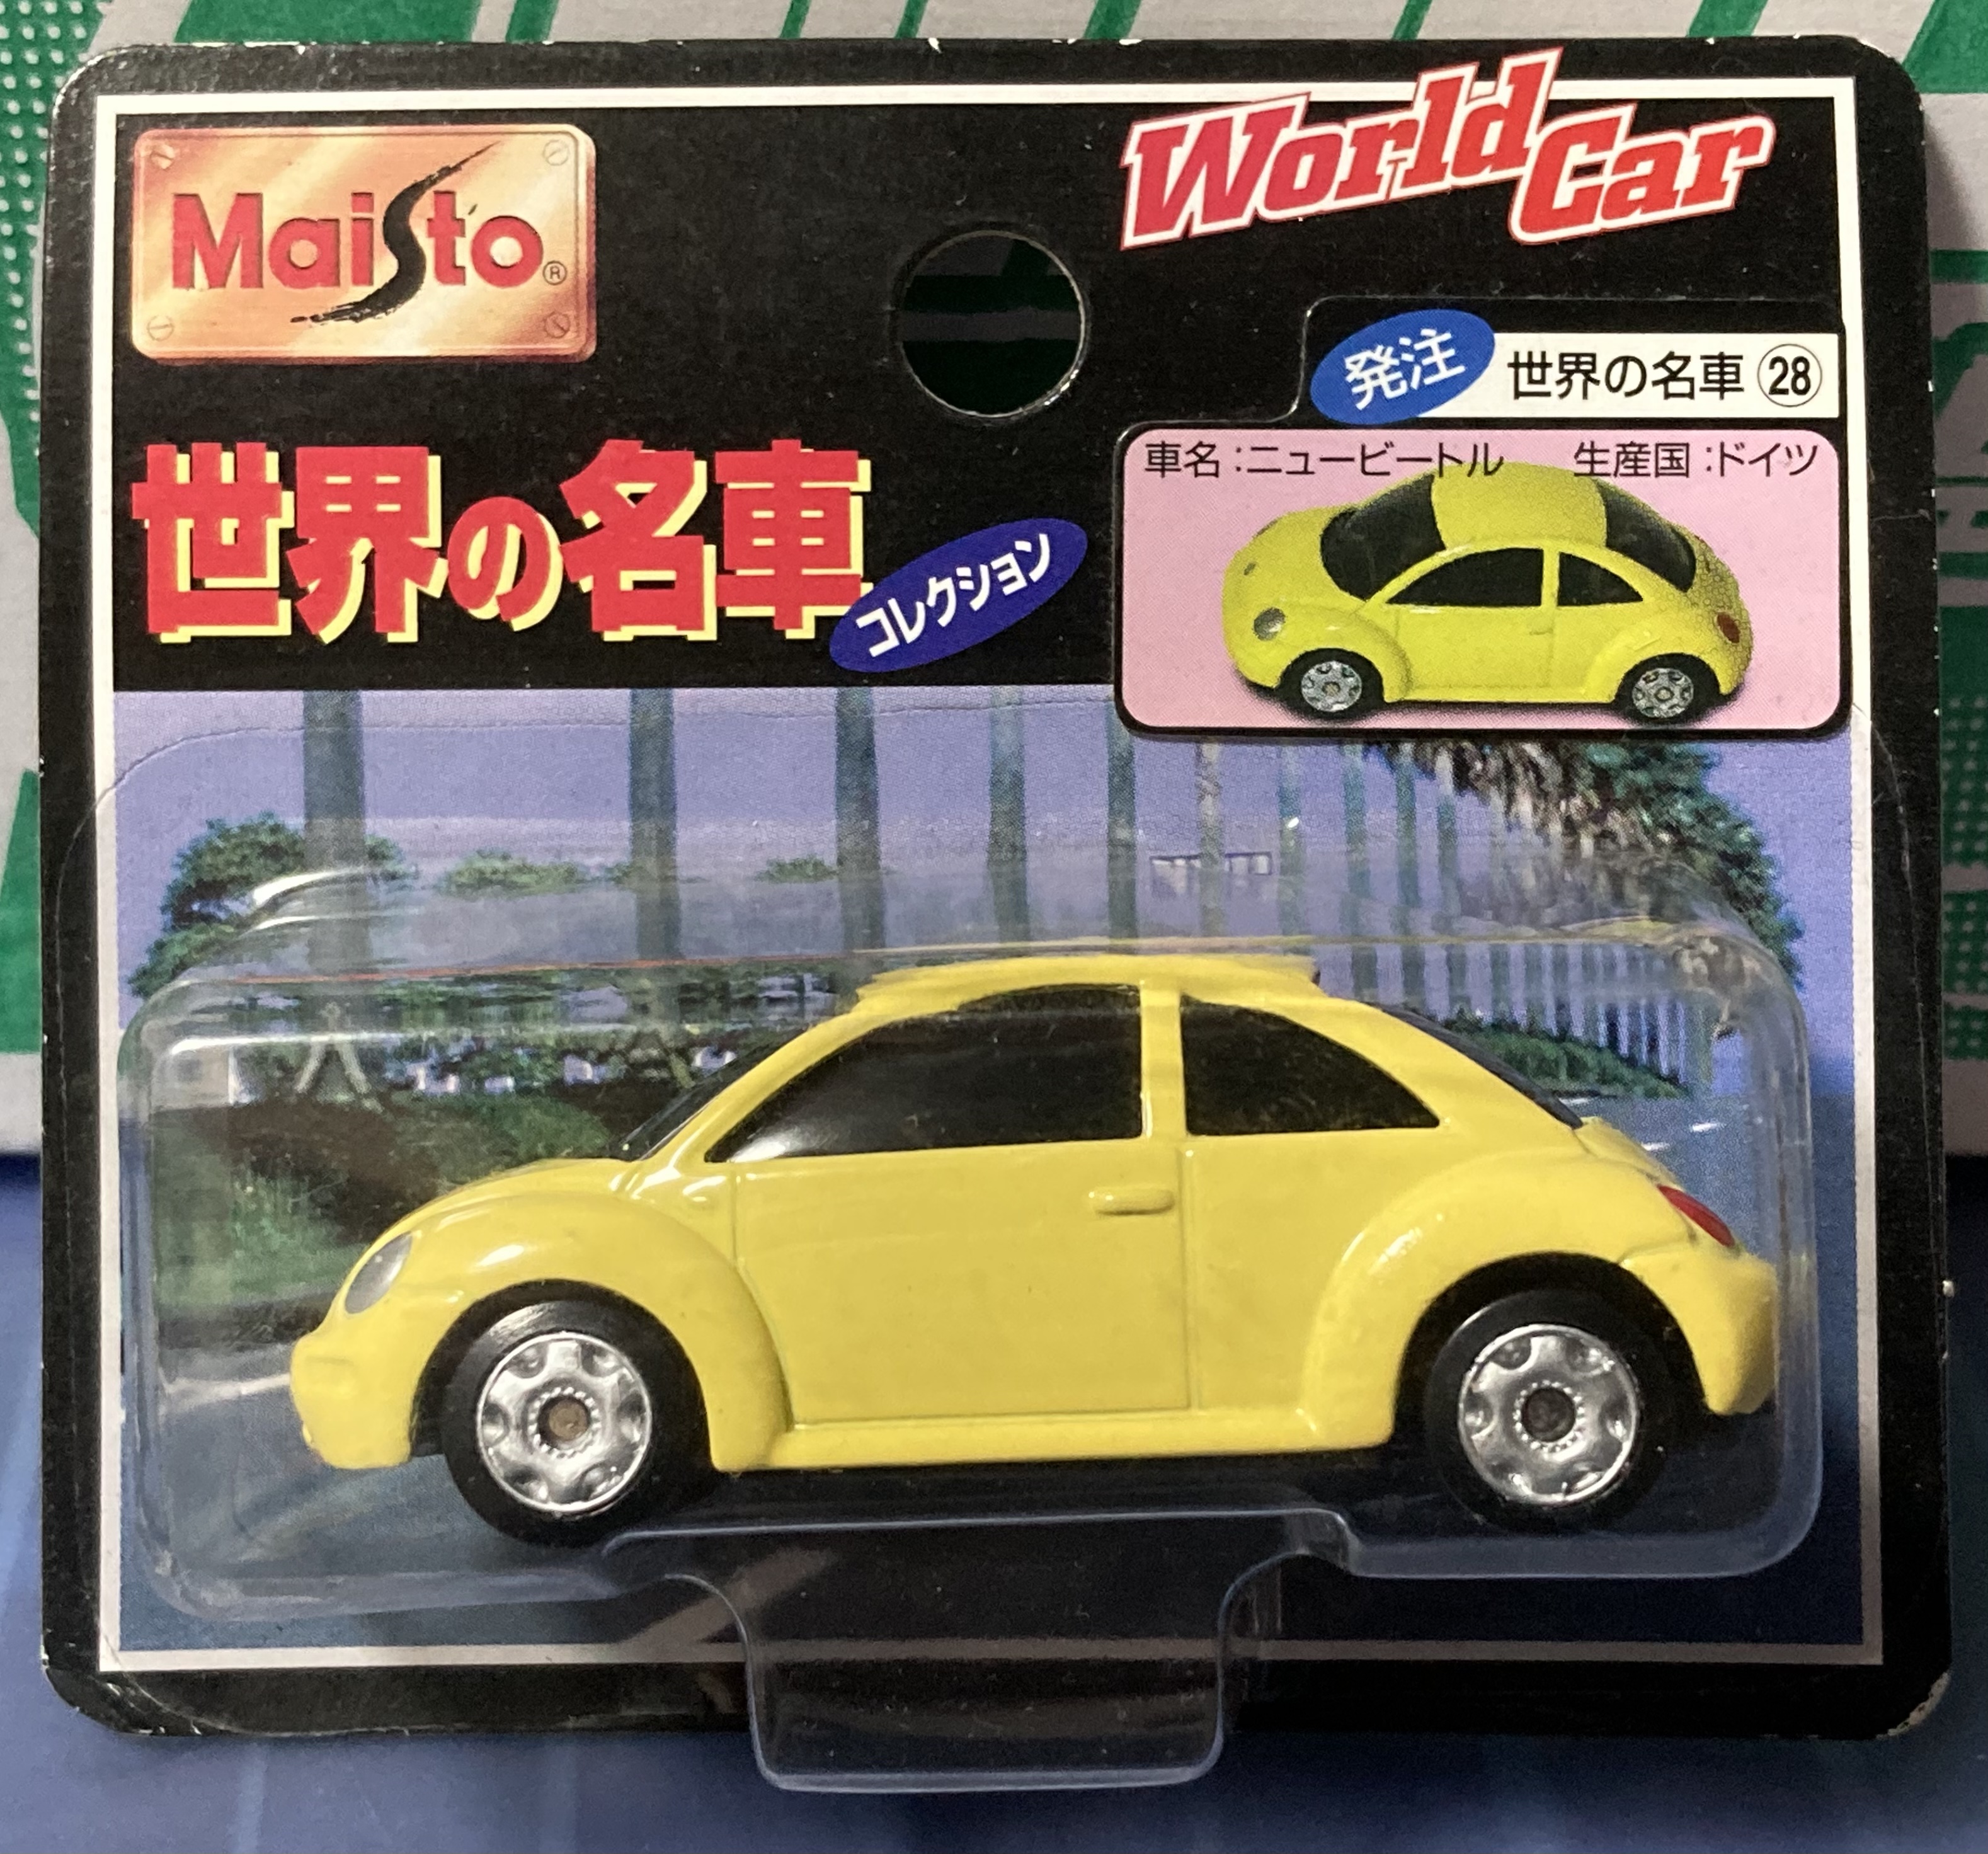 Maisto®
World Car
発注 世界の名車 28
車名:ニュービートル 生産国:ドイツ
世界の名車
コレクション